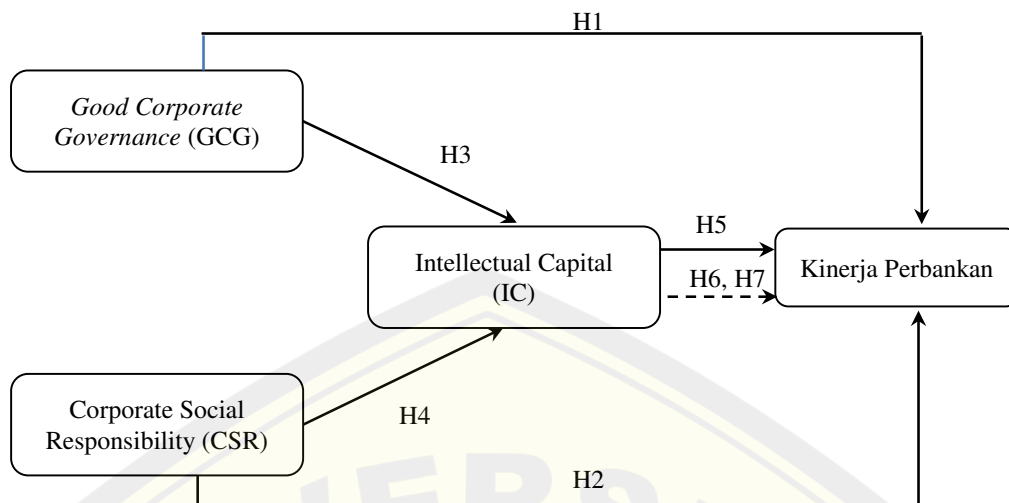 H1
Good Corporate
Governance (GCG)
H3
H5
Intellectual Capital
(IC)
Kinerja Perbankan
H6, H7
Corporate Social
Responsibility (CSR)
H4
H2